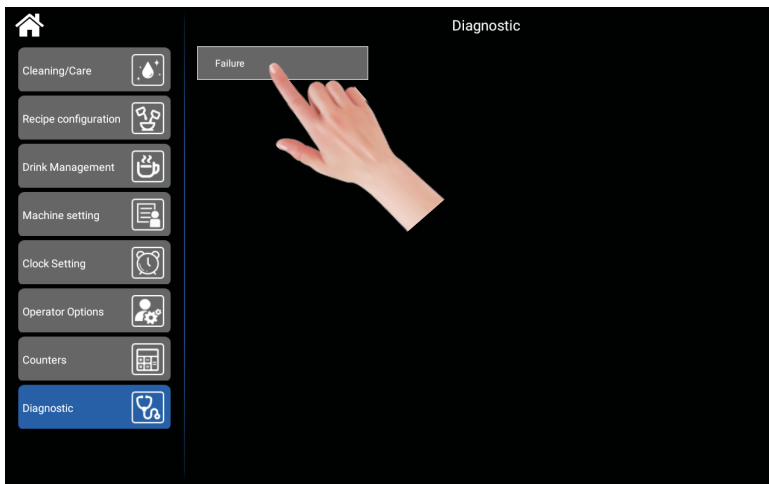 Diagnostic
Cleaning/Care
Failure
Recipe configuration
Drink Management
Machine setting
Clock Setting
Operator Options
Counters
Diagnostic